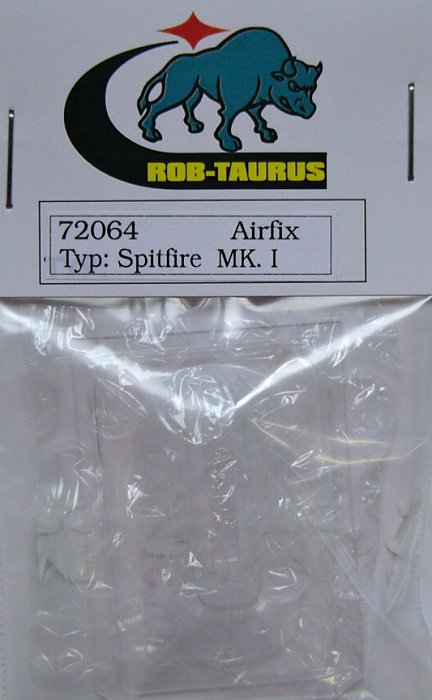 ROB-TAURUS
72064 Airfix
Typ: Spitfire MK. I